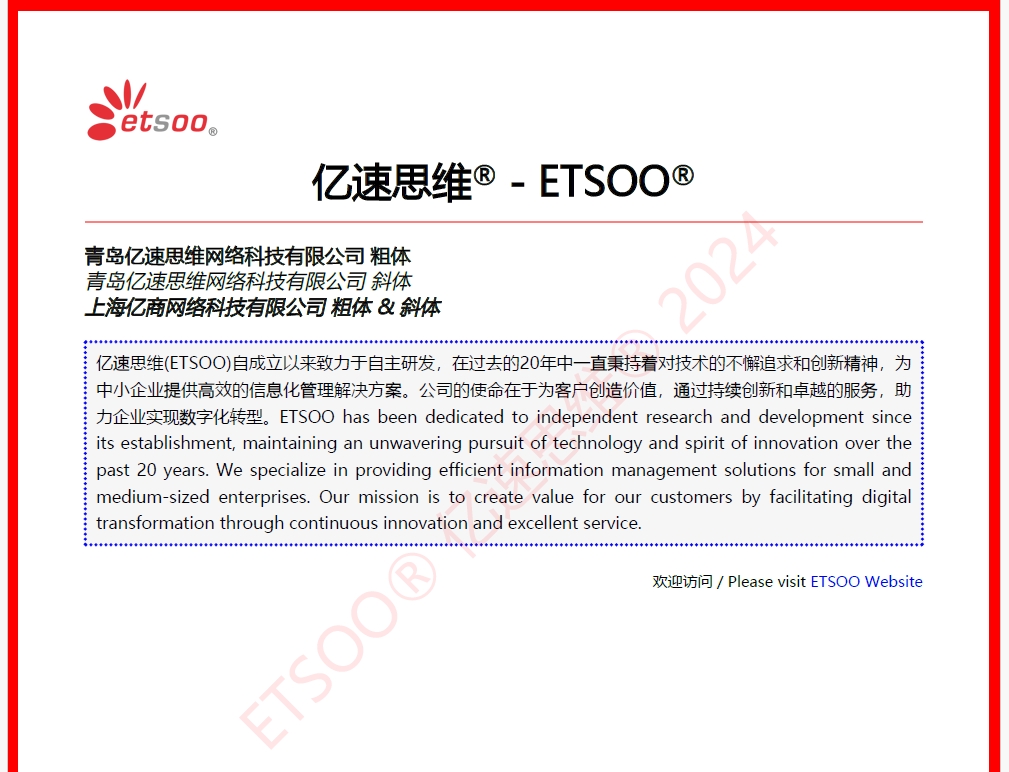 etsoo®
亿速思维® - ETSOO®
青岛亿速思维网络科技有限公司 粗体
青岛亿速思维网络科技有限公司 斜体
上海亿商网络科技有限公司 粗体 & 斜体
亿速思维(ETSOO)自成立以来致力于自主研发，在过去的20年中一直秉持着对技术的不懈追求和创新精神，为
中小企业提供高效的信息化管理解决方案。公司的使命在于为客户创造价值，通过持续创新和卓越的服务，助
力企业实现数字化转型。ETSOO has been dedicated to independent research and development since
its establishment, maintaining an unwavering pursuit of technology and spirit of innovation over the
past 20 years. We specialize in providing efficient information management solutions for small and
medium-sized enterprises. Our mission is to create value for our customers by facilitating digital
transformation through continuous innovation and excellent service.
欢迎访问 / Please visit ETSOO Website
ETSOO® 亿速思维® 2024